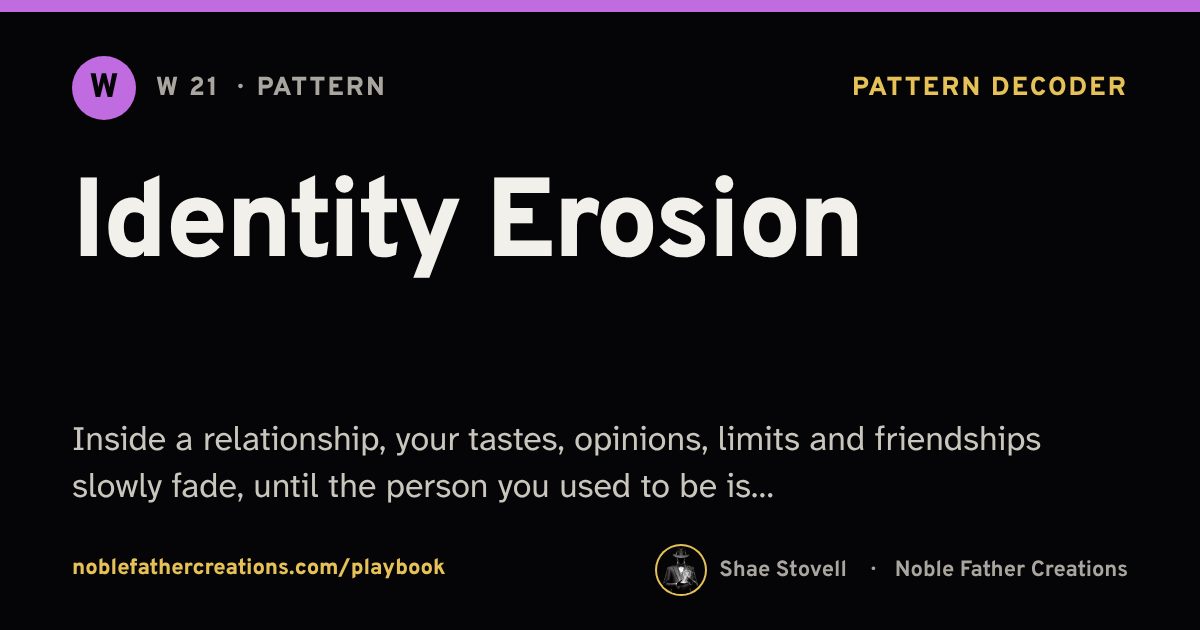 W
W 21 · PATTERN
PATTERN DECODER
Identity Erosion
Inside a relationship, your tastes, opinions, limits and friendships
slowly fade, until the person you used to be is...
noblefathercreations.com/playbook
Shae Stovell · Noble Father Creations